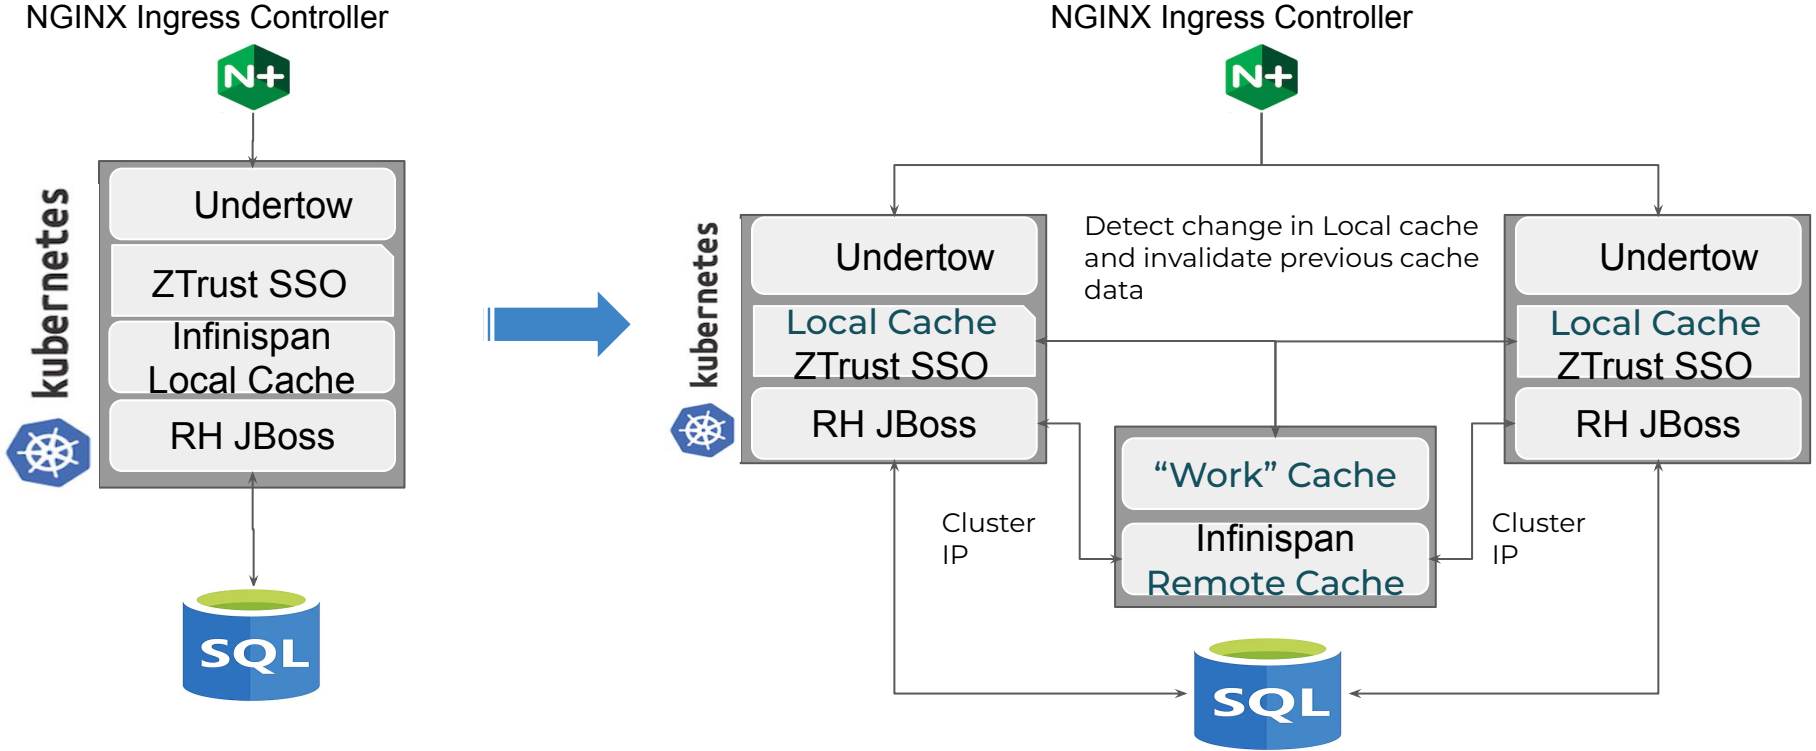 NGINX Ingress Controller
N+
kubernetes
Undertow
ZTrust SSO
Infinispan
Local Cache
RH JBoss
SQL
NGINX Ingress Controller
N+
kubernetes
Undertow
Local Cache
ZTrust SSO
RH JBoss
Detect change in Local cache
and invalidate previous cache
data
Undertow
Local Cache
ZTrust SSO
RH JBoss
“Work” Cache
Infinispan
Remote Cache
Cluster
IP
Cluster
IP
SQL